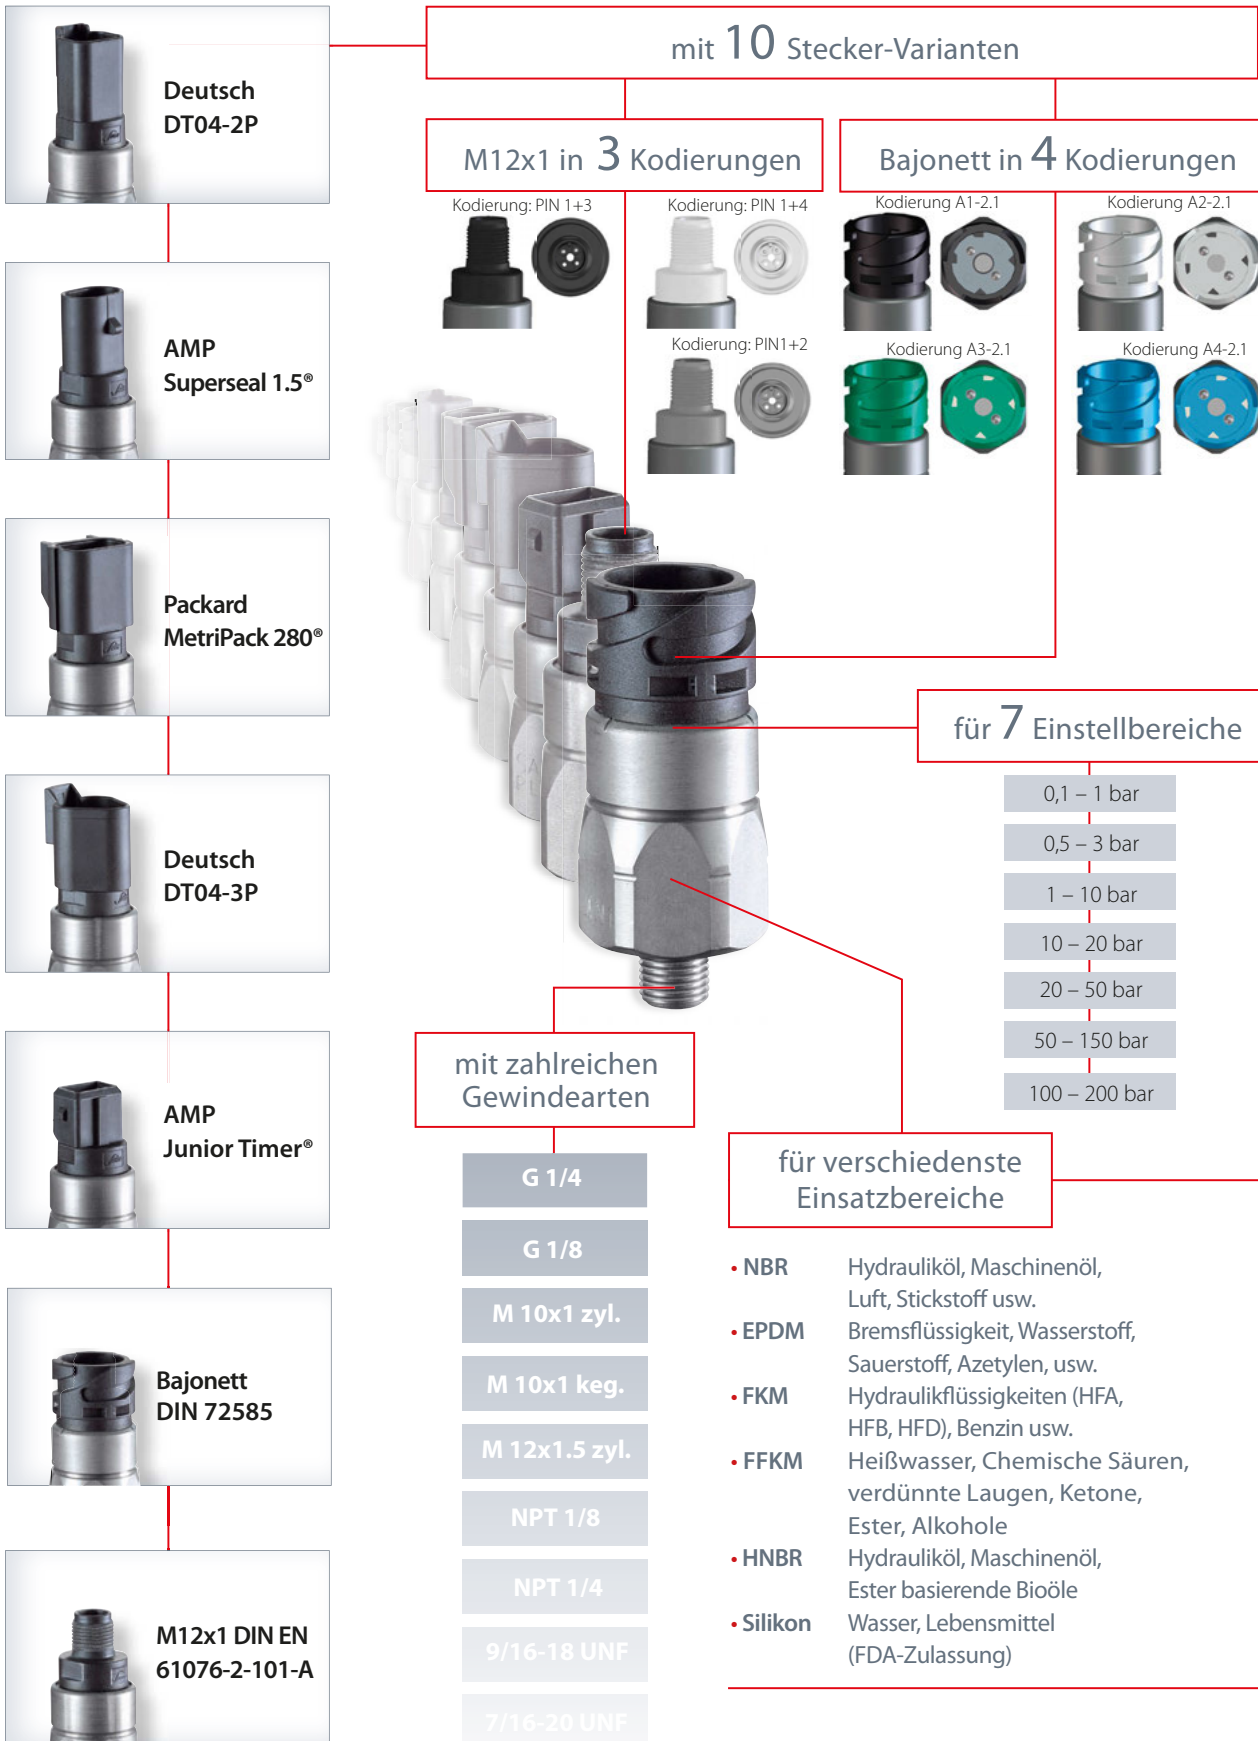 mit 10 Stecker-Varianten
Deutsch
DT04-2P
AMP
Superseal 1.5®
Packard
MetriPack 280®
Deutsch
DT04-3P
AMP
Junior Timer®
Bajonett
DIN 72585
M12x1 DIN EN
61076-2-101-A
M12x1 in 3 Kodierungen
Kodierung: PIN 1+3
Kodierung: PIN 1+4
Kodierung: PIN1+2
Bajonett in 4 Kodierungen
Kodierung A1-2.1
Kodierung A2-2.1
Kodierung A3-2.1
Kodierung A4-2.1
für 7 Einstellbereiche
0,1 – 1 bar
0,5 – 3 bar
1 – 10 bar
10 – 20 bar
20 – 50 bar
50 – 150 bar
100 – 200 bar
mit zahlreichen
Gewindearten
G 1/4
G 1/8
M 10x1 zyl.
M 10x1 keg.
M 12x1.5 zyl.
NPT 1/8
NPT 1/4
9/16-18 UNF
7/16-20 UNF
für verschiedenste
Einsatzbereiche
• NBR Hydrauliköl, Maschinenöl,
Luft, Stickstoff usw.
• EPDM Bremsflüssigkeit, Wasserstoff,
Sauerstoff, Azetylen, usw.
• FKM Hydraulikflüssigkeiten (HFA,
HFB, HFD), Benzin usw.
• FFKM Heißwasser, Chemische Säuren,
verdünnte Laugen, Ketone,
Ester, Alkohole
• HNBR Hydrauliköl, Maschinenöl,
Ester basierende Bioöle
• Silikon Wasser, Lebensmittel
(FDA-Zulassung)